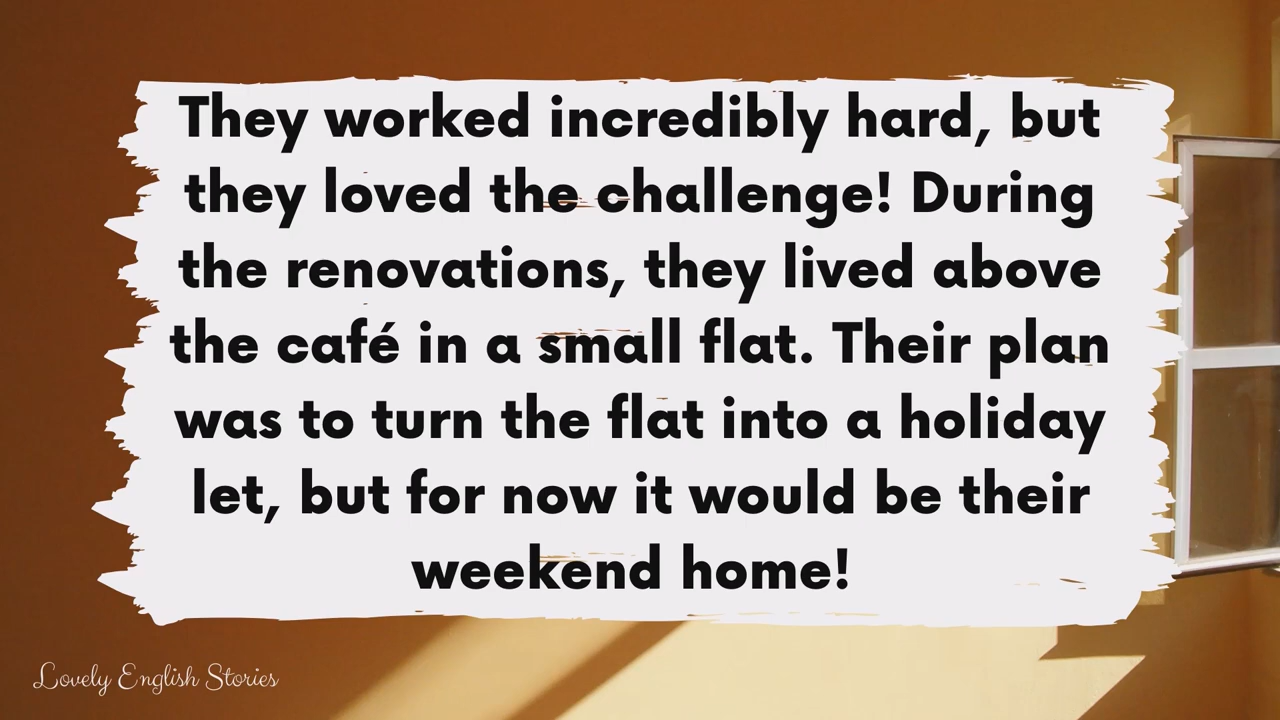 They worked incredibly hard, but
they loved the challenge! During
the renovations, they lived above
the café in a small flat. Their plan
was to turn the flat into a holiday
let, but for now it would be their
weekend home!
Lovely English Stories